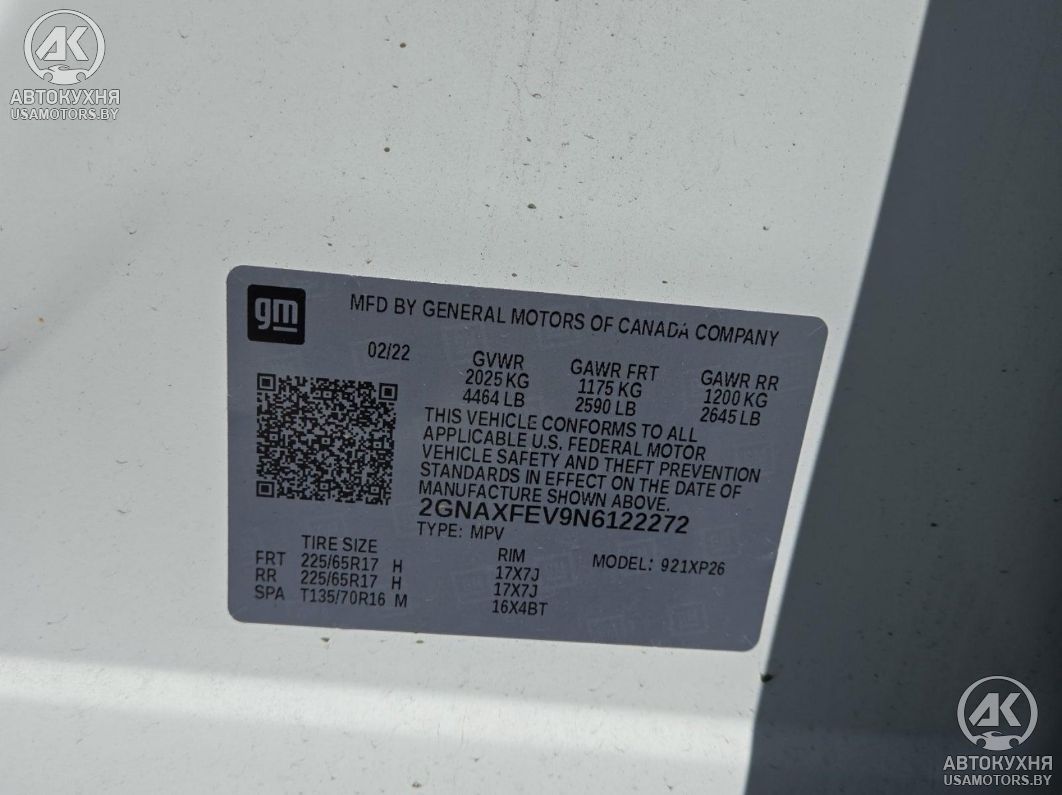 AK
АВТОКУХНЯ
USAMOTORS.BY
gm
MFD BY GENERAL MOTORS OF CANADA COMPANY
02/22
GVWR GAWR FRT GAWR RR
2025 KG 1175 KG 1200 KG
4464 LB 2590 LB 2645 LB
THIS VEHICLE CONFORMS TO ALL
APPLICABLE U.S. FEDERAL MOTOR
VEHICLE SAFETY AND THEFT PREVENTION
STANDARDS IN EFFECT ON THE DATE OF
MANUFACTURE SHOWN ABOVE.
2GNAXFEV9N6122272
TYPE: MPV
TIRE SIZE RIM MODEL: 921XP26
FRT 225/65R17 H 17X7J
RR 225/65R17 H 17X7J
SPA T135/70R16 M 16X4BT
AK
АВТОКУХНЯ
USAMOTORS.BY